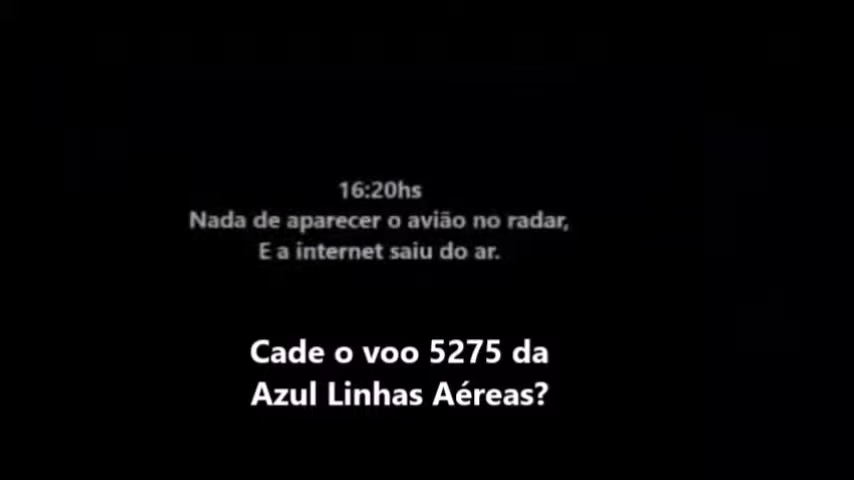 16:20hs
Nada de aparecer o avião no radar,
E a internet saiu do ar.
Cade o voo 5275 da
Azul Linhas Aéreas?